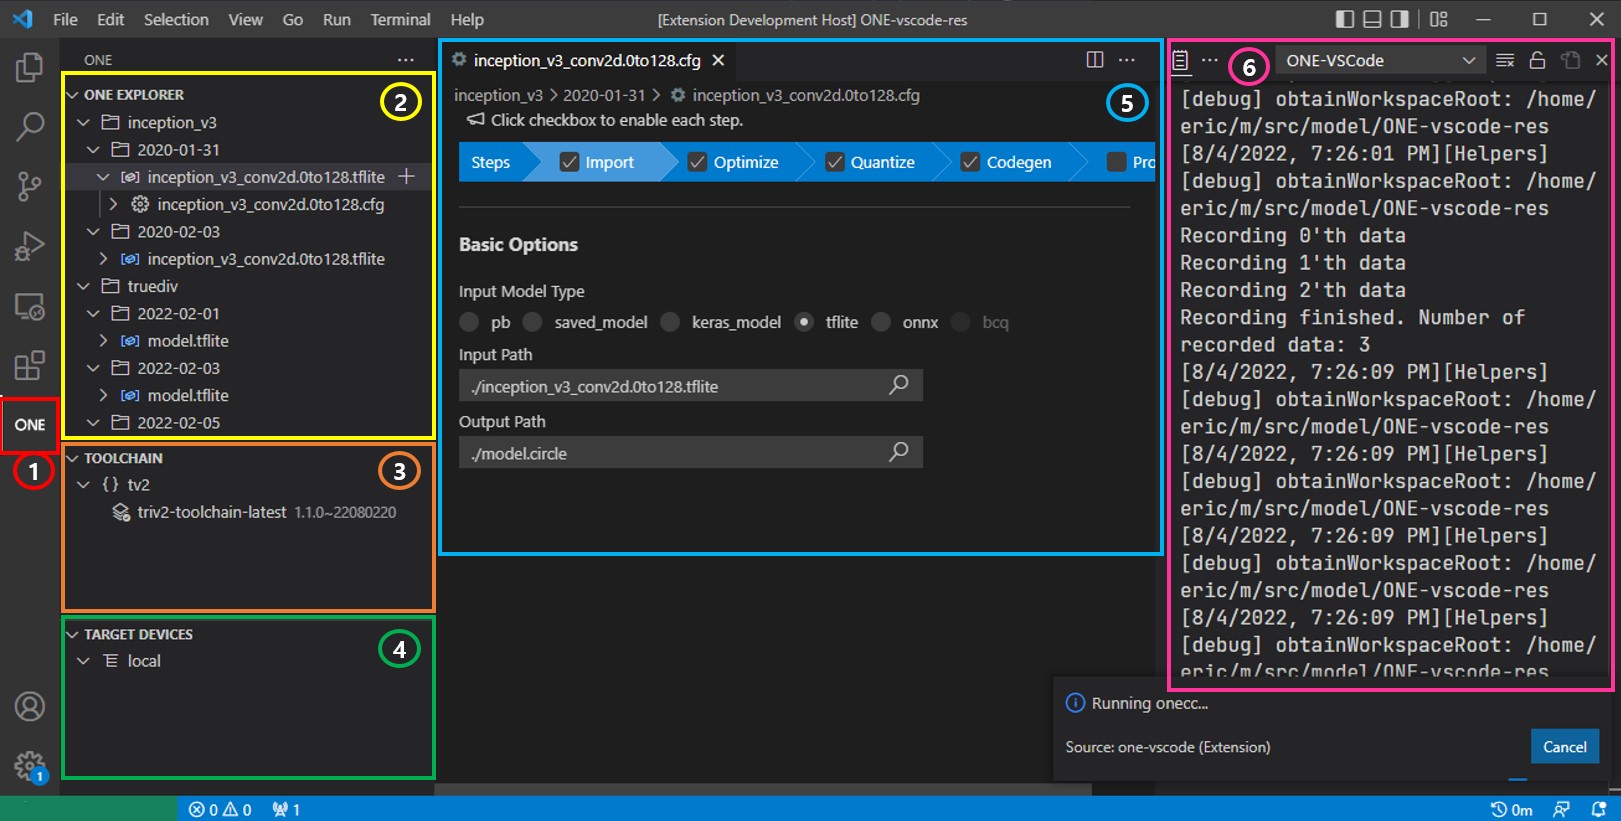 File Edit Selection View Go Run Terminal Help
[Extension Development Host] ONE-vscode-res
ONE
1
ONE
2
ONE EXPLORER
inception_v3
2020-01-31
inception_v3_conv2d.0to128.tflite
inception_v3_conv2d.0to128.cfg
2020-02-03
inception_v3_conv2d.0to128.tflite
truediv
2022-02-01
model.tflite
2022-02-03
model.tflite
2022-02-05
TOOLCHAIN
3
{ } tv2
triv2-toolchain-latest 1.1.0~22080220
TARGET DEVICES
4
local
inception_v3_conv2d.0to128.cfg
inception_v3 > 2020-01-31 > inception_v3_conv2d.0to128.cfg
5
Click checkbox to enable each step.
Steps Import Optimize Quantize Codegen Pro
Basic Options
Input Model Type
pb saved_model keras_model tflite onnx bcq
Input Path
./inception_v3_conv2d.0to128.tflite
Output Path
./model.circle
6
ONE-VSCode
[debug] obtainWorkspaceRoot: /home/
eric/m/src/model/ONE-vscode-res
[8/4/2022, 7:26:01 PM][Helpers]
[debug] obtainWorkspaceRoot: /home/
eric/m/src/model/ONE-vscode-res
Recording 0'th data
Recording 1'th data
Recording 2'th data
Recording finished. Number of
recorded data: 3
[8/4/2022, 7:26:09 PM][Helpers]
[debug] obtainWorkspaceRoot: /home/
eric/m/src/model/ONE-vscode-res
[8/4/2022, 7:26:09 PM][Helpers]
[debug] obtainWorkspaceRoot: /home/
eric/m/src/model/ONE-vscode-res
[8/4/2022, 7:26:09 PM][Helpers]
[debug] obtainWorkspaceRoot: /home/
eric/m/src/model/ONE-vscode-res
[8/4/2022, 7:26:09 PM][Helpers]
[debug] obtainWorkspaceRoot: /home/
eric/m/src/model/ONE-vscode-res
Running onecc...
Source: one-vscode (Extension)
Cancel
1
0 0 1
0m